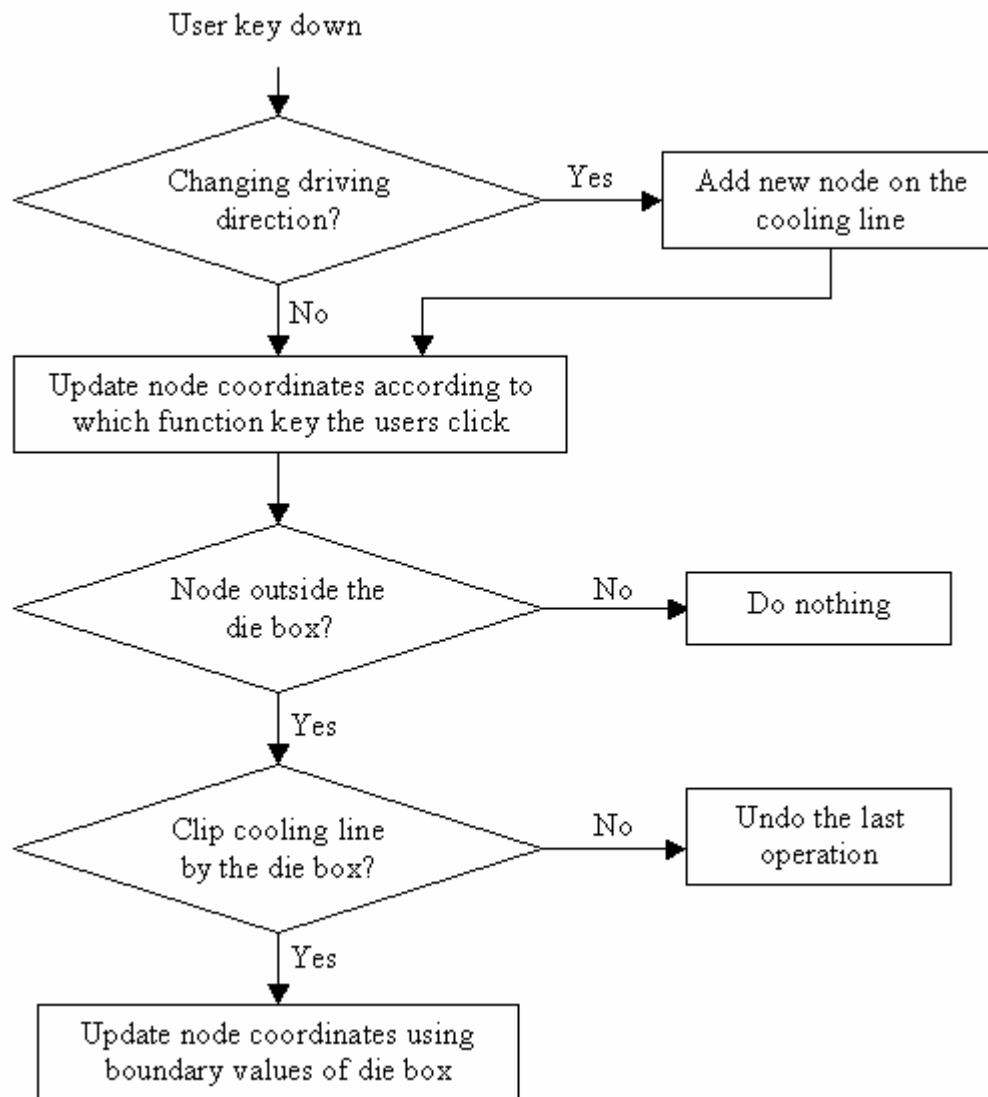 User key down
Changing driving
direction?
Yes
Add new node on the
cooling line
No
Update node coordinates according to
which function key the users click
Node outside the
die box?
No
Do nothing
Yes
Clip cooling line
by the die box?
No
Undo the last
operation
Yes
Update node coordinates using
boundary values of die box